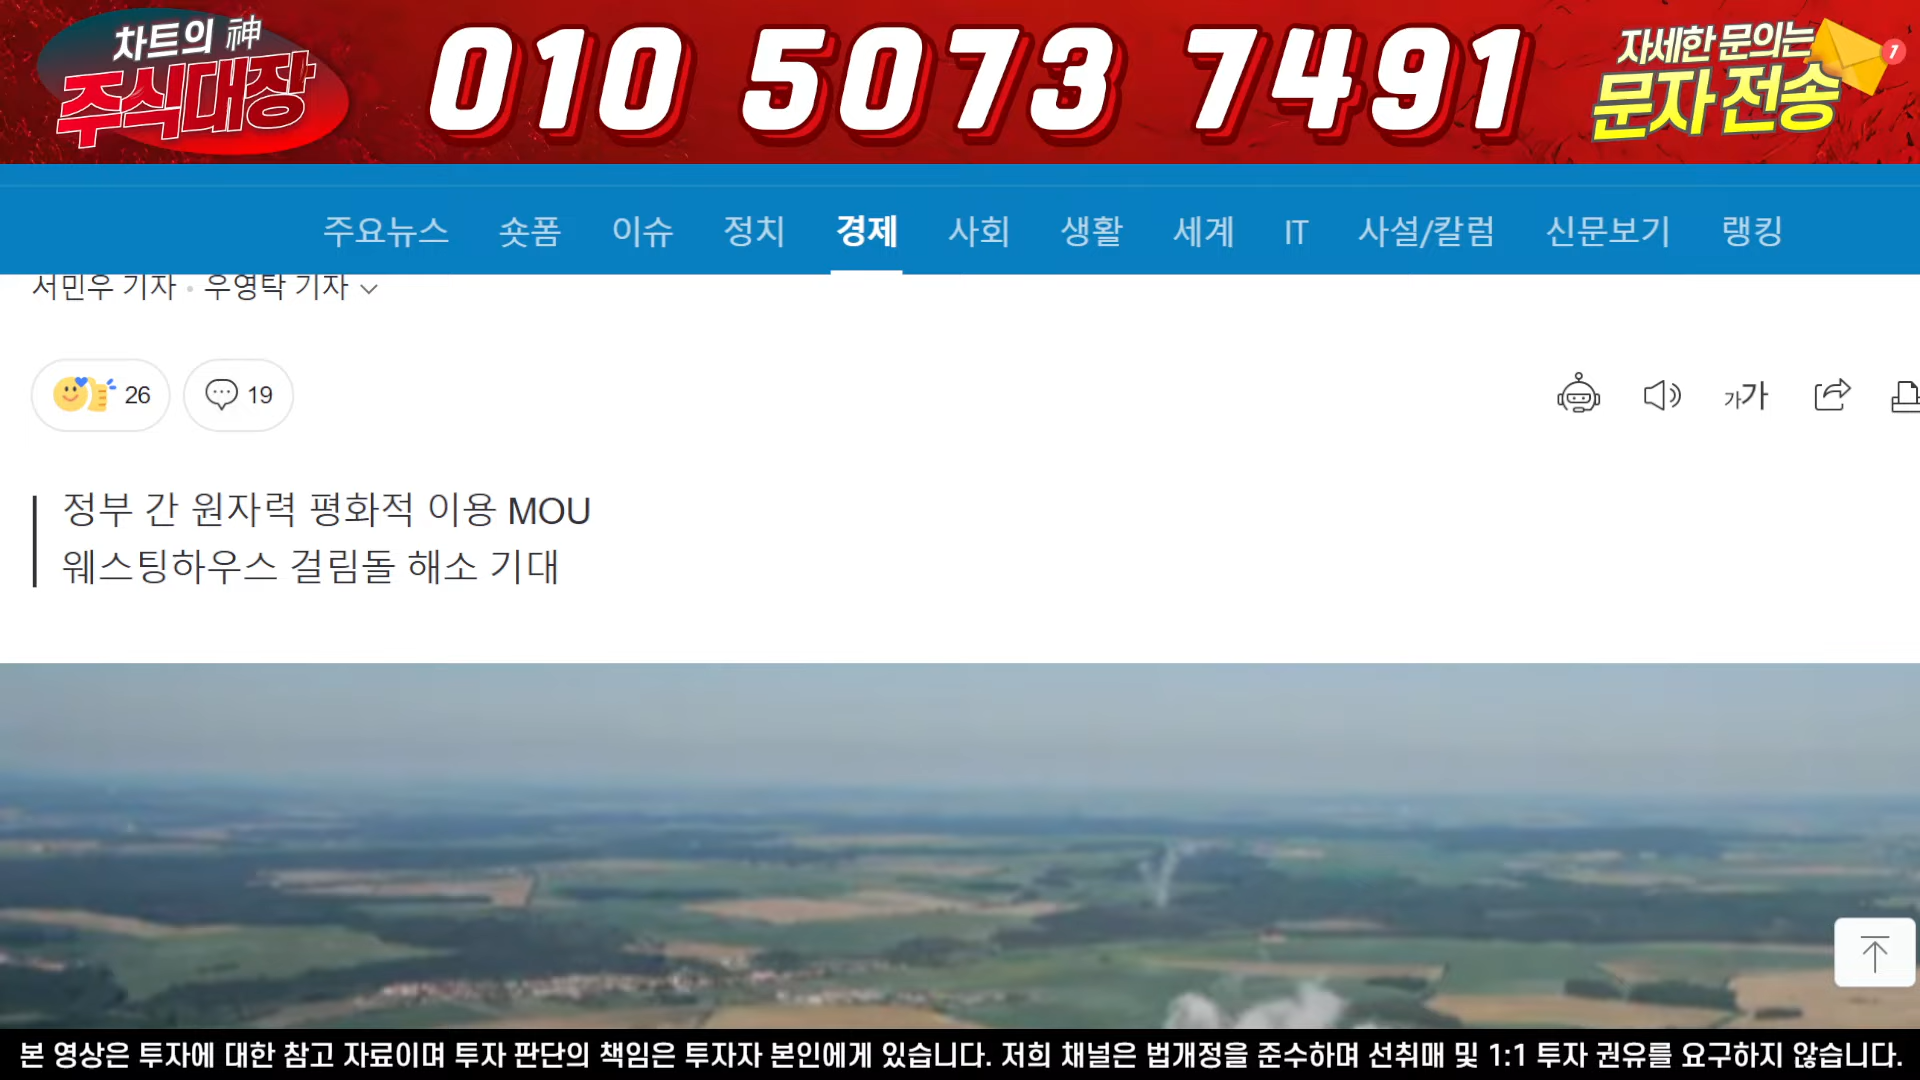 차트의 神
주식대장
010 5073 7491
자세한 문의는
문자 전송
1
주요뉴스 숏폼 이슈 정치 경제 사회 생활 세계 IT 사설/칼럼 신문보기 랭킹
서민우 기자 · 우영탁 기자
26 19
가가
정부 간 원자력 평화적 이용 MOU
웨스팅하우스 걸림돌 해소 기대
본 영상은 투자에 대한 참고 자료이며 투자 판단의 책임은 투자자 본인에게 있습니다. 저희 채널은 법개정을 준수하며 선취매 및 1:1 투자 권유를 요구하지 않습니다.